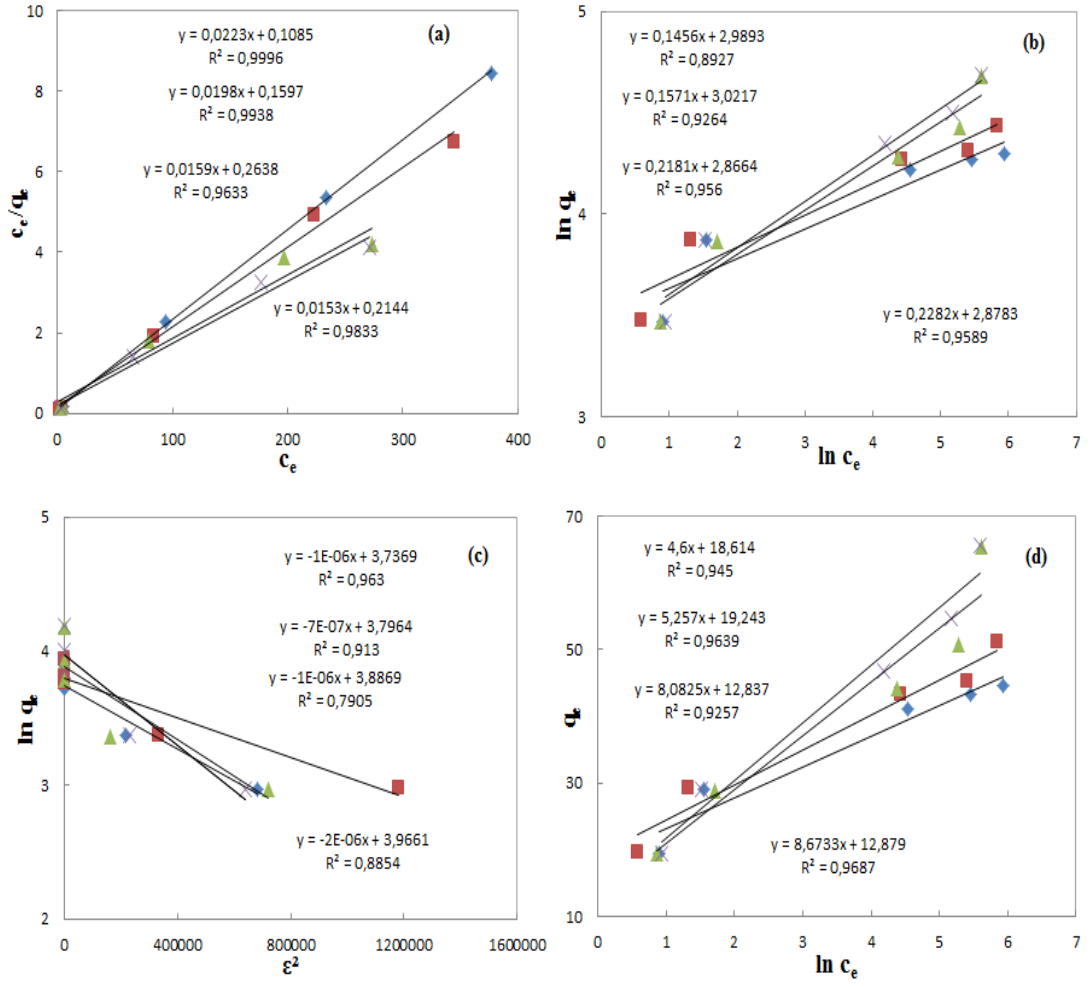 (a)
y = 0,0223x + 0,1085
R² = 0,9996
y = 0,0198x + 0,1597
R² = 0,9938
y = 0,0159x + 0,2638
R² = 0,9633
y = 0,0153x + 0,2144
R² = 0,9833
10
8
6
4
2
0
cₑ/qₑ
0 100 200 300 400
cₑ
(b)
y = 0,1456x + 2,9893
R² = 0,8927
y = 0,1571x + 3,0217
R² = 0,9264
y = 0,2181x + 2,8664
R² = 0,956
y = 0,2282x + 2,8783
R² = 0,9589
5
4
3
ln qₑ
0 1 2 3 4 5 6 7
ln cₑ
(c)
y = -1E-06x + 3,7369
R² = 0,963
y = -7E-07x + 3,7964
R² = 0,913
y = -1E-06x + 3,8869
R² = 0,7905
y = -2E-06x + 3,9661
R² = 0,8854
5
4
3
2
ln qₑ
0 400000 800000 1200000 1600000
ε²
(d)
y = 4,6x + 18,614
R² = 0,945
y = 5,257x + 19,243
R² = 0,9639
y = 8,0825x + 12,837
R² = 0,9257
y = 8,6733x + 12,879
R² = 0,9687
70
50
30
10
qₑ
0 1 2 3 4 5 6 7
ln cₑ